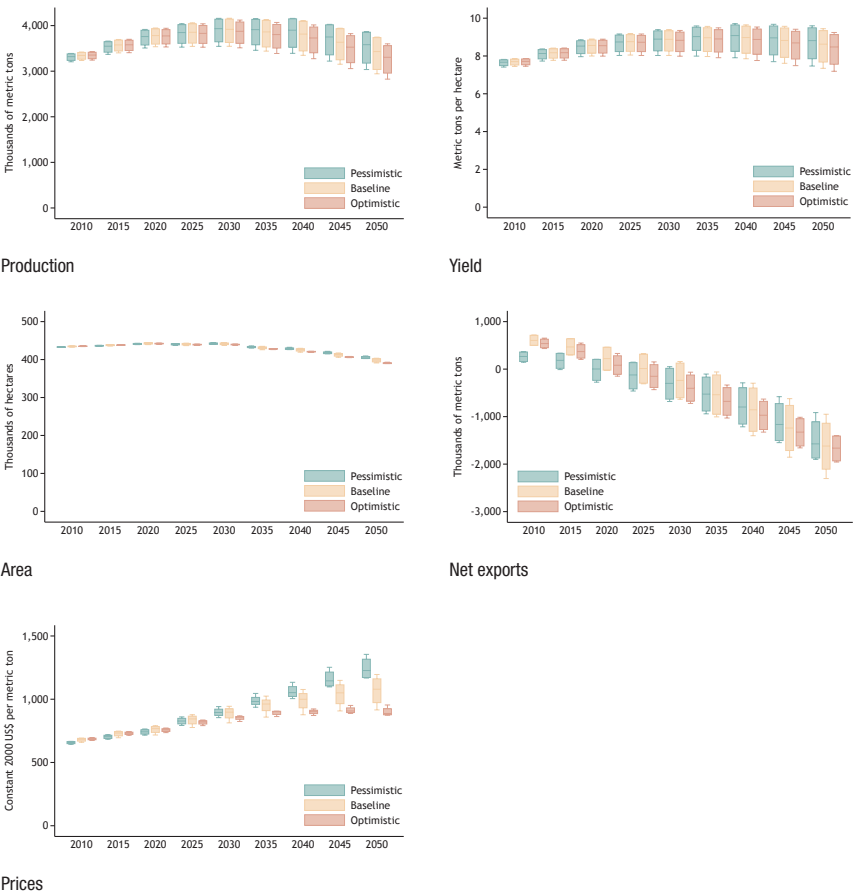 Thousands of metric tons
4,000
3,000
2,000
1,000
0
Pessimistic
Baseline
Optimistic
2010 2015 2020 2025 2030 2035 2040 2045 2050
Production
Metric tons per hectare
10
8
6
4
2
0
Pessimistic
Baseline
Optimistic
2010 2015 2020 2025 2030 2035 2040 2045 2050
Yield
Thousands of hectares
500
400
300
200
100
0
Pessimistic
Baseline
Optimistic
2010 2015 2020 2025 2030 2035 2040 2045 2050
Area
Thousands of metric tons
1,000
0
-1,000
-2,000
-3,000
Pessimistic
Baseline
Optimistic
2010 2015 2020 2025 2030 2035 2040 2045 2050
Net exports
Constant 2000 US$ per metric ton
1,500
1,000
500
0
Pessimistic
Baseline
Optimistic
2010 2015 2020 2025 2030 2035 2040 2045 2050
Prices